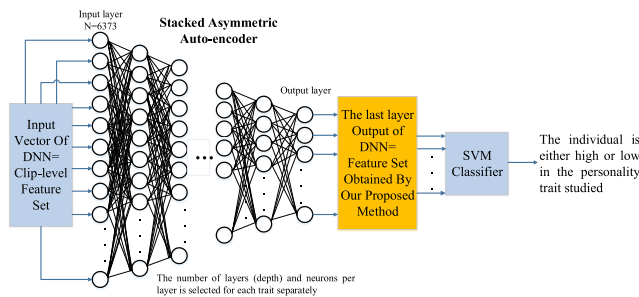 Input layer
N=6373
Stacked Asymmetric
Auto-encoder
Output layer
Input
Vector Of
DNN=
Clip-level
Feature
Set
The last layer
Output of
DNN=
Feature Set
Obtained By
Our Proposed
Method
SVM
Classifier
The individual is
either high or low
in the personality
trait studied
The number of layers (depth) and neurons per
layer is selected for each trait separately